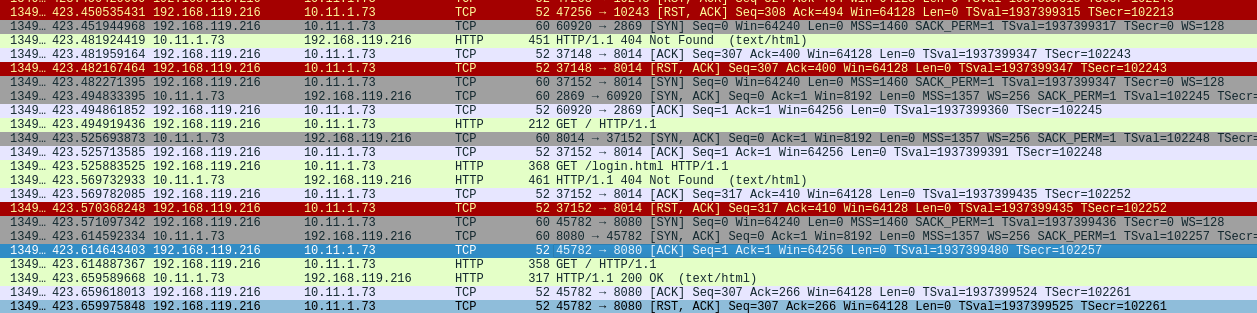 1349… 423.450535431 192.168.119.216 10.11.1.73 TCP 52 47256 → 10243 [RST, ACK] Seq=308 Ack=494 Win=64128 Len=0 TSval=1937399315 TSecr=102213
1349… 423.451944968 192.168.119.216 10.11.1.73 TCP 60 60920 → 2869 [SYN] Seq=0 Win=64240 Len=0 MSS=1460 SACK_PERM=1 TSval=1937399317 TSecr=0 WS=128
1349… 423.481924419 10.11.1.73 192.168.119.216 HTTP 451 HTTP/1.1 404 Not Found (text/html)
1349… 423.481959164 192.168.119.216 10.11.1.73 TCP 52 37148 → 8014 [ACK] Seq=307 Ack=400 Win=64128 Len=0 TSval=1937399347 TSecr=102243
1349… 423.482167464 192.168.119.216 10.11.1.73 TCP 52 37148 → 8014 [RST, ACK] Seq=307 Ack=400 Win=64128 Len=0 TSval=1937399347 TSecr=102243
1349… 423.482271395 192.168.119.216 10.11.1.73 TCP 60 37152 → 8014 [SYN] Seq=0 Win=64240 Len=0 MSS=1460 SACK_PERM=1 TSval=1937399347 TSecr=0 WS=128
1349… 423.494833395 10.11.1.73 192.168.119.216 TCP 60 2869 → 60920 [SYN, ACK] Seq=0 Ack=1 Win=8192 Len=0 MSS=1357 WS=256 SACK_PERM=1 TSval=102245 TSecr=
1349… 423.494861852 192.168.119.216 10.11.1.73 TCP 52 60920 → 2869 [ACK] Seq=1 Ack=1 Win=64256 Len=0 TSval=1937399360 TSecr=102245
1349… 423.494919436 192.168.119.216 10.11.1.73 HTTP 212 GET / HTTP/1.1
1349… 423.525693873 10.11.1.73 192.168.119.216 TCP 60 8014 → 37152 [SYN, ACK] Seq=0 Ack=1 Win=8192 Len=0 MSS=1357 WS=256 SACK_PERM=1 TSval=102248 TSecr=
1349… 423.525713585 192.168.119.216 10.11.1.73 TCP 52 37152 → 8014 [ACK] Seq=1 Ack=1 Win=64256 Len=0 TSval=1937399391 TSecr=102248
1349… 423.525883525 192.168.119.216 10.11.1.73 HTTP 368 GET /login.html HTTP/1.1
1349… 423.569732933 10.11.1.73 192.168.119.216 HTTP 461 HTTP/1.1 404 Not Found (text/html)
1349… 423.569782085 192.168.119.216 10.11.1.73 TCP 52 37152 → 8014 [ACK] Seq=317 Ack=410 Win=64128 Len=0 TSval=1937399435 TSecr=102252
1349… 423.570368248 192.168.119.216 10.11.1.73 TCP 52 37152 → 8014 [RST, ACK] Seq=317 Ack=410 Win=64128 Len=0 TSval=1937399435 TSecr=102252
1349… 423.571097342 192.168.119.216 10.11.1.73 TCP 60 45782 → 8080 [SYN] Seq=0 Win=64240 Len=0 MSS=1460 SACK_PERM=1 TSval=1937399436 TSecr=0 WS=128
1349… 423.614592334 10.11.1.73 192.168.119.216 TCP 60 8080 → 45782 [SYN, ACK] Seq=0 Ack=1 Win=8192 Len=0 MSS=1357 WS=256 SACK_PERM=1 TSval=102257 TSecr=
1349… 423.614643403 192.168.119.216 10.11.1.73 TCP 52 45782 → 8080 [ACK] Seq=1 Ack=1 Win=64256 Len=0 TSval=1937399480 TSecr=102257
1349… 423.614887367 192.168.119.216 10.11.1.73 HTTP 358 GET / HTTP/1.1
1349… 423.659589668 10.11.1.73 192.168.119.216 HTTP 317 HTTP/1.1 200 OK (text/html)
1349… 423.659618013 192.168.119.216 10.11.1.73 TCP 52 45782 → 8080 [ACK] Seq=307 Ack=266 Win=64128 Len=0 TSval=1937399524 TSecr=102261
1349… 423.659975848 192.168.119.216 10.11.1.73 TCP 52 45782 → 8080 [RST, ACK] Seq=307 Ack=266 Win=64128 Len=0 TSval=1937399525 TSecr=102261